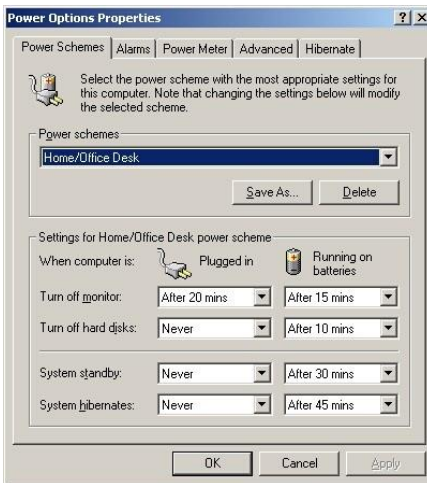 Power Options Properties
Power Schemes Alarms Power Meter Advanced Hibernate
Select the power scheme with the most appropriate settings for
this computer. Note that changing the settings below will modify
the selected scheme.
Power schemes
Home/Office Desk
Save As... Delete
Settings for Home/Office Desk power scheme
When computer is: Plugged in Running on
batteries
Turn off monitor: After 20 mins After 15 mins
Turn off hard disks: Never After 10 mins
System standby: Never After 30 mins
System hibernates: Never After 45 mins
OK Cancel Apply